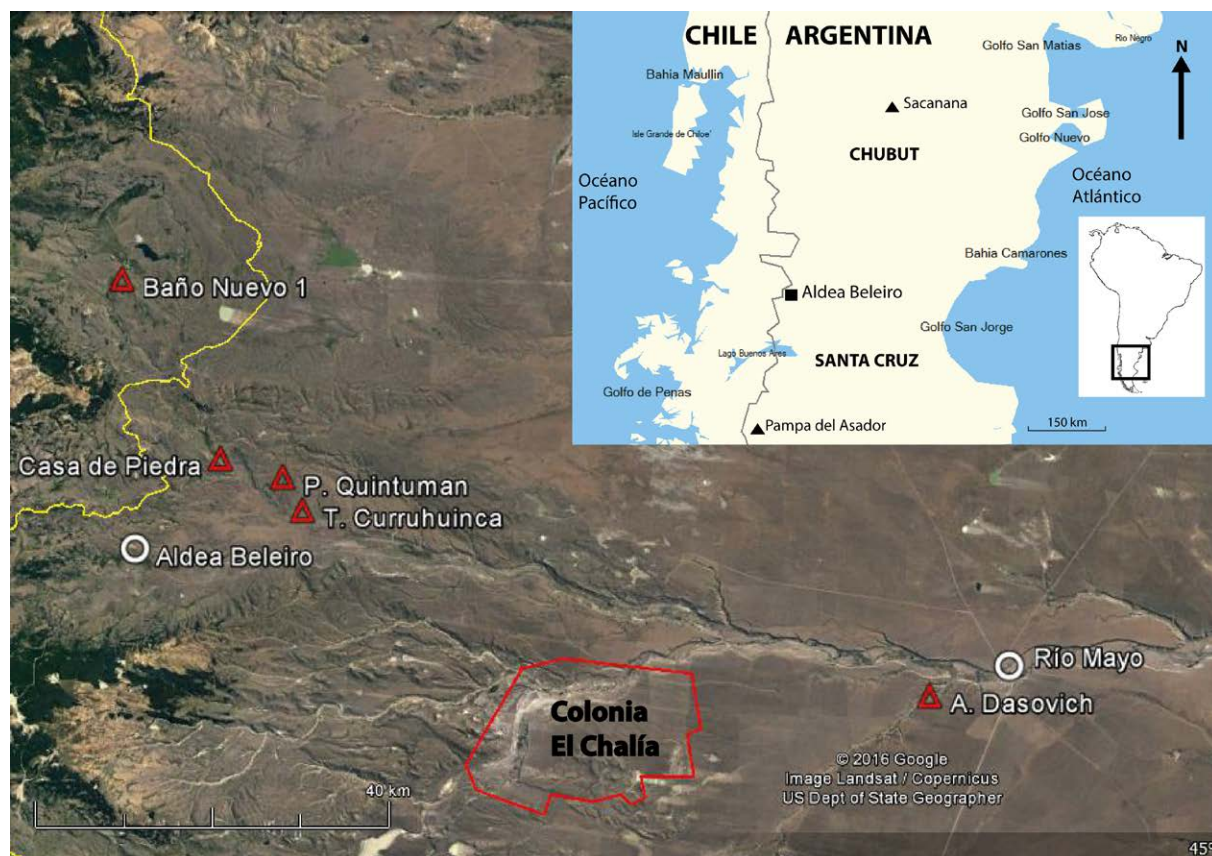 CHILE
ARGENTINA
Golfo San Matias
Rio Nègro
N
Bahia Maullin
Sacanana
Golfo San Jose
Isle Grande de Chiloe'
Golfo Nuevo
CHUBUT
Océano
Pacífico
Océano
Atlántico
Bahia Camarones
Aldea Beleiro
Golfo San Jorge
Lago Buenos Aires
SANTA CRUZ
Golfo de Penas
Pampa del Asador
150 km
Baño Nuevo 1
Casa de Piedra
P. Quintuman
T. Curruhuinca
Aldea Beleiro
Río Mayo
A. Dasovich
Colonia
El Chalía
© 2016 Google
Image Landsat / Copernicus
US Dept of State Geographer
40 km
45º